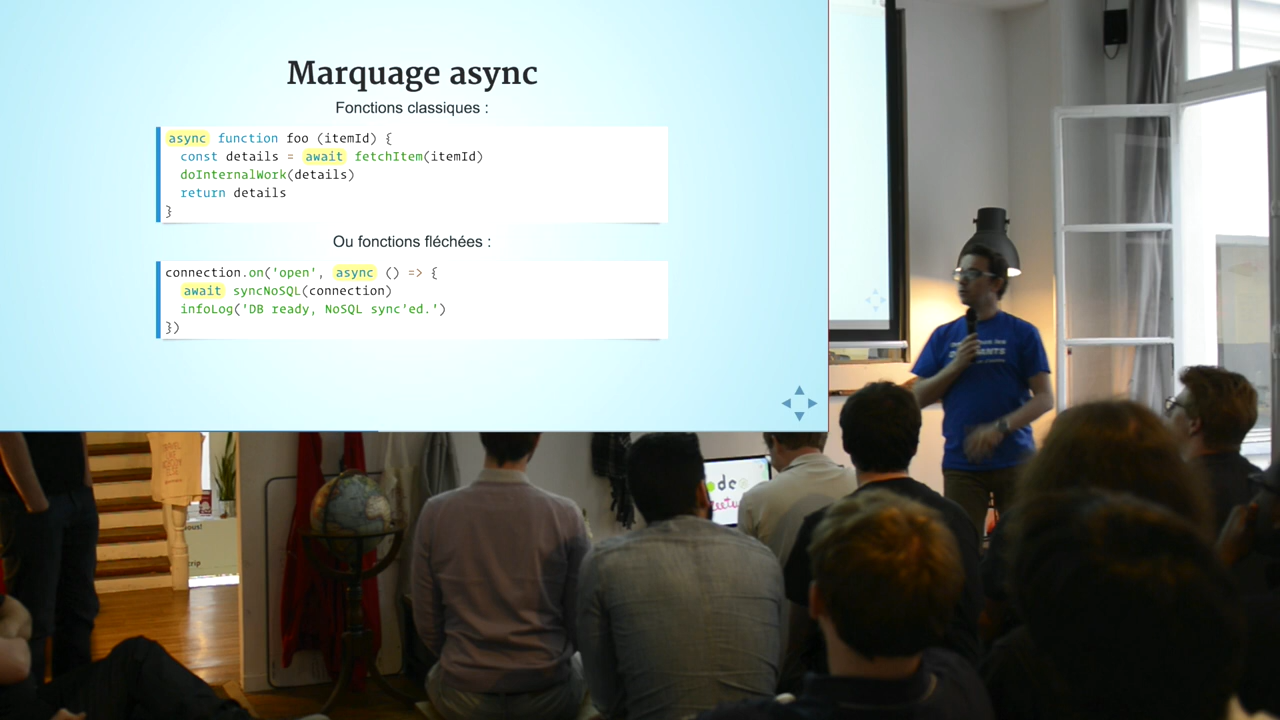 Marquage async
Fonctions classiques :
async function foo (itemId) {
const details = await fetchItem(itemId)
doInternalWork(details)
return details
}
Ou fonctions fléchées :
connection.on('open', async () => {
await syncNoSQL(connection)
infoLog('DB ready, NoSQL sync'ed.')
})